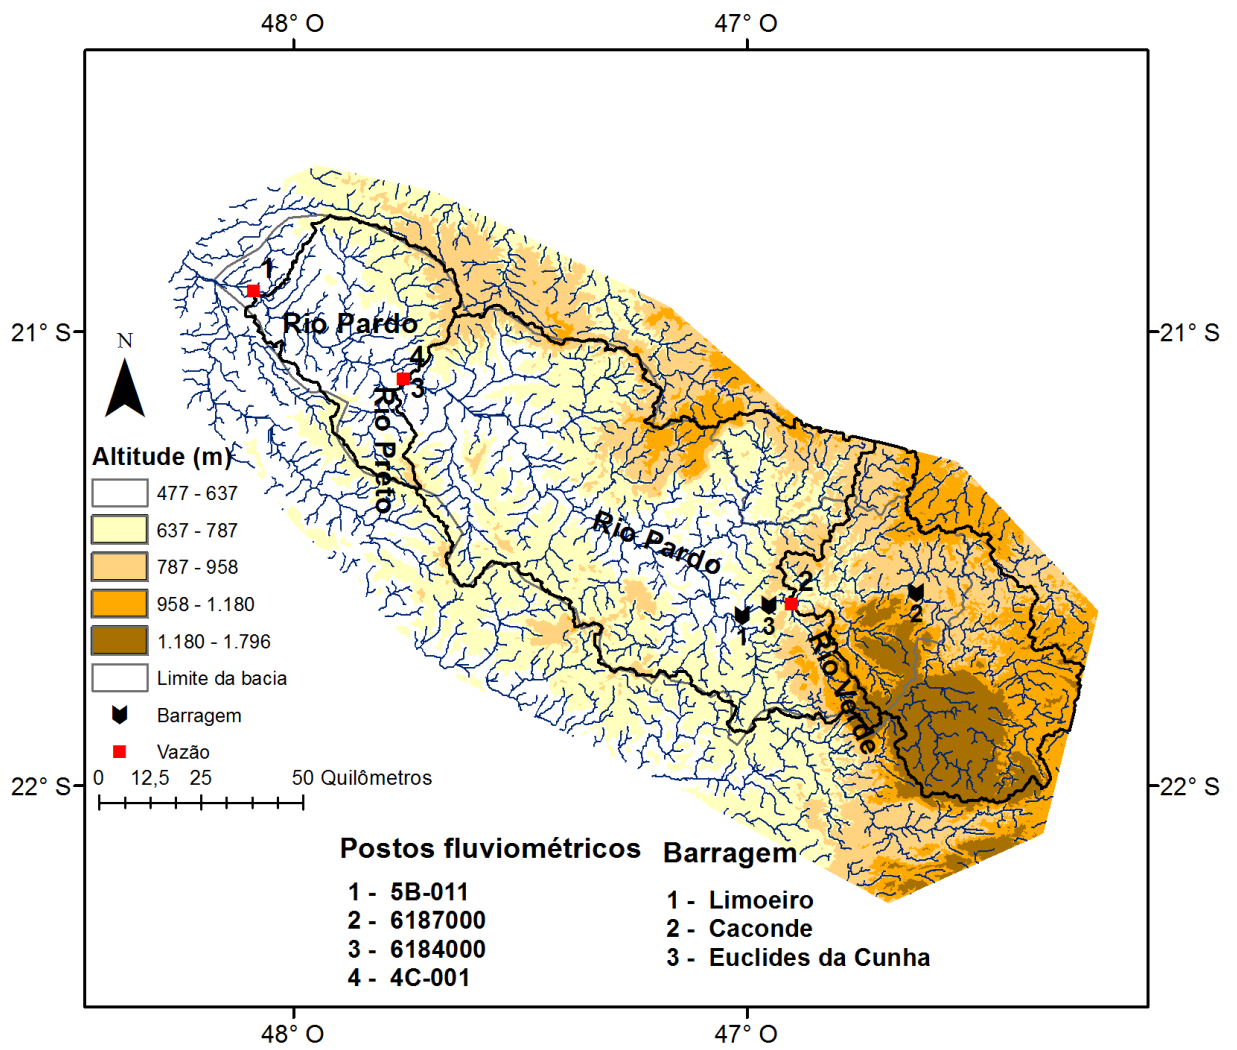 48° O 47° O
1
Rio Pardo
21° S 21° S
N
4
3
Rio Preto
Altitude (m)
477 - 637
637 - 787
787 - 958
958 - 1.180
1.180 - 1.796
Limite da bacia
Barragem
Vazão
0 12,5 25 50 Quilômetros
Rio Pardo
2
1 3 2
Rio Verde
22° S 22° S
Postos fluviométricos
1 - 5B-011
2 - 6187000
3 - 6184000
4 - 4C-001
Barragem
1 - Limoeiro
2 - Caconde
3 - Euclides da Cunha
48° O 47° O